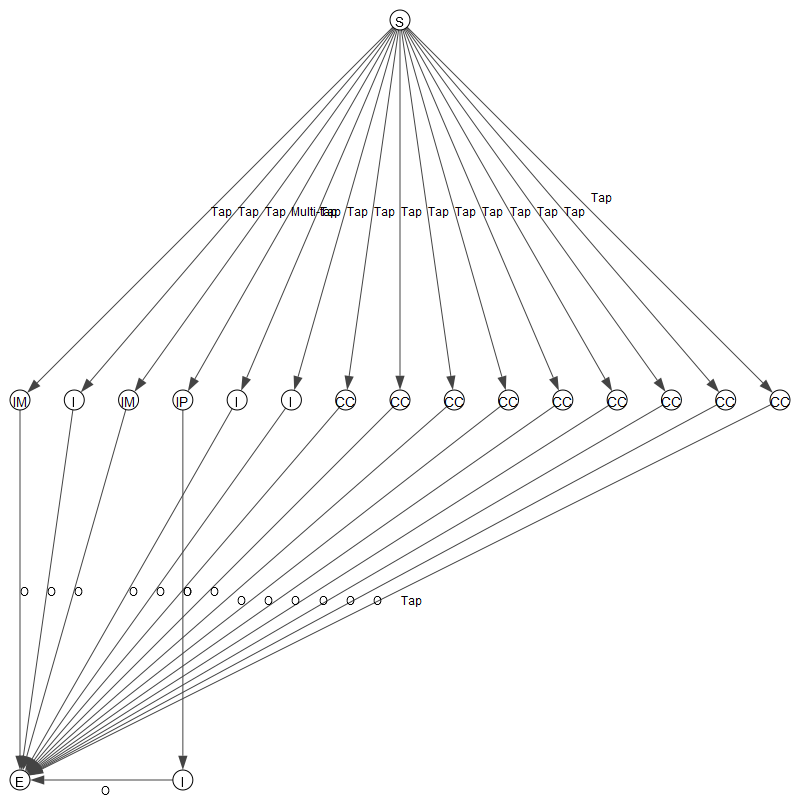 S
Tap
Tap Tap Tap Multi-tap Tap Tap Tap Tap Tap Tap Tap Tap Tap Tap
IM I IM IP I I CC CC CC CC CC CC CC CC CC
O O O O O O O
O O O O O O Tap
E I
O